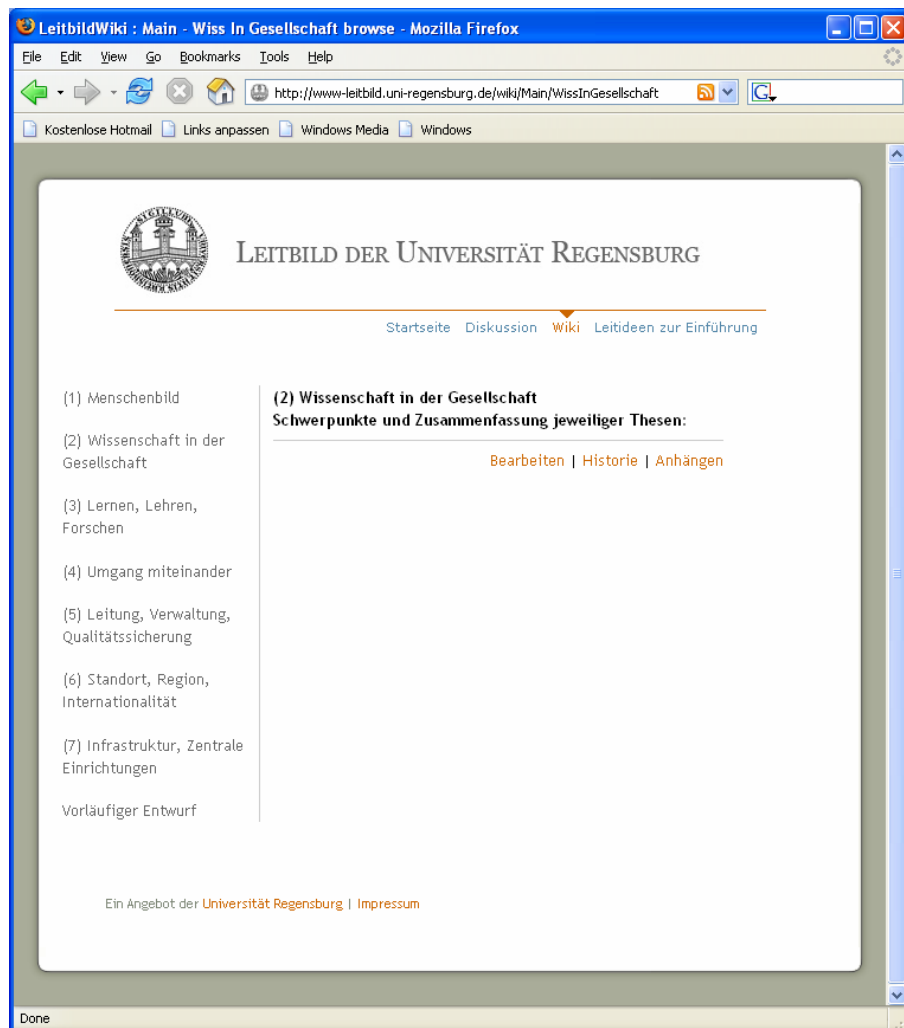 LeitbildWiki : Main - Wiss In Gesellschaft browse - Mozilla Firefox
File Edit View Go Bookmarks Tools Help
http://www-leitbild.uni-regensburg.de/wiki/Main/WissInGesellschaft
G
Kostenlose Hotmail Links anpassen Windows Media Windows
LEITBILD DER UNIVERSITÄT REGENSBURG
Startseite Diskussion Wiki Leitideen zur Einführung
(1) Menschenbild
(2) Wissenschaft in der
Gesellschaft
(3) Lernen, Lehren,
Forschen
(4) Umgang miteinander
(5) Leitung, Verwaltung,
Qualitätssicherung
(6) Standort, Region,
Internationalität
(7) Infrastruktur, Zentrale
Einrichtungen
Vorläufiger Entwurf
(2) Wissenschaft in der Gesellschaft
Schwerpunkte und Zusammenfassung jeweiliger Thesen:
Bearbeiten | Historie | Anhängen
Ein Angebot der Universität Regensburg | Impressum
Done